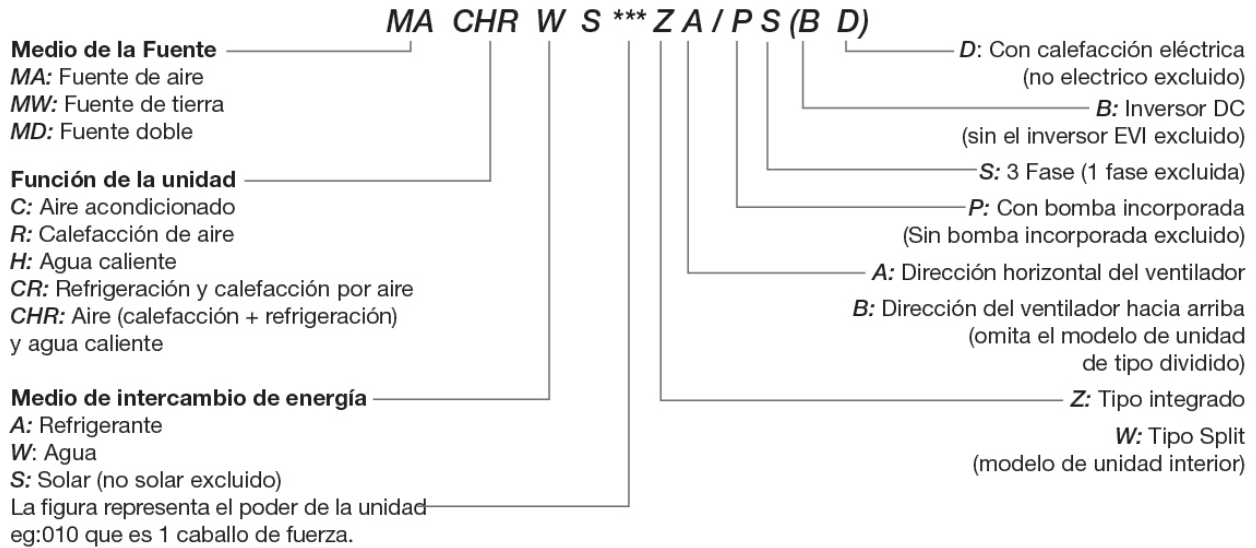 MA CHR W S *** Z A / P S (B D)
Medio de la Fuente
MA: Fuente de aire
MW: Fuente de tierra
MD: Fuente doble
Función de la unidad
C: Aire acondicionado
R: Calefacción de aire
H: Agua caliente
CR: Refrigeración y calefacción por aire
CHR: Aire (calefacción + refrigeración)
y agua caliente
Medio de intercambio de energía
A: Refrigerante
W: Agua
S: Solar (no solar excluido)
La figura representa el poder de la unidad
eg:010 que es 1 caballo de fuerza.
D: Con calefacción eléctrica
(no electrico excluido)
B: Inversor DC
(sin el inversor EVI excluido)
S: 3 Fase (1 fase excluida)
P: Con bomba incorporada
(Sin bomba incorporada excluido)
A: Dirección horizontal del ventilador
B: Dirección del ventilador hacia arriba
(omita el modelo de unidad
de tipo dividido)
Z: Tipo integrado
W: Tipo Split
(modelo de unidad interior)